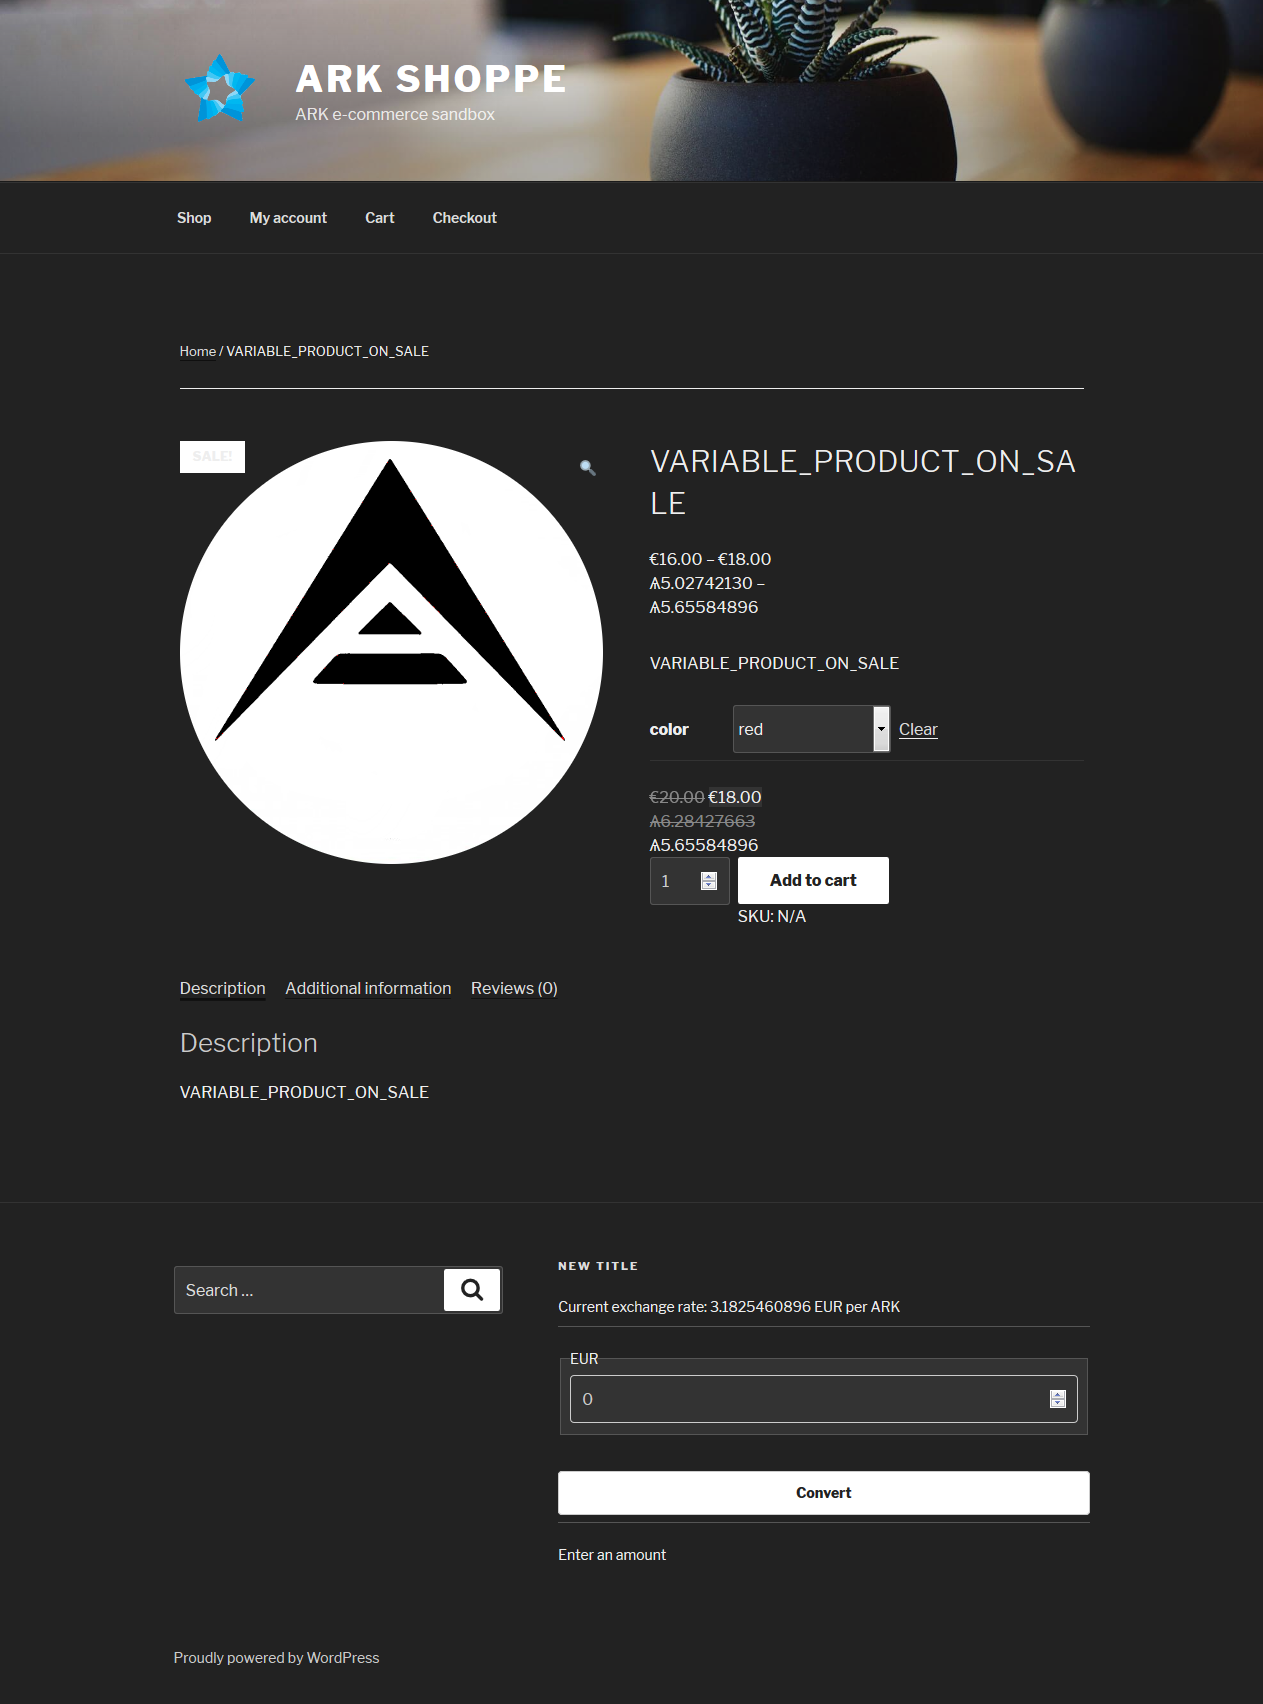 ARK SHOPPE
ARK e-commerce sandbox
Shop My account Cart Checkout
Home / VARIABLE_PRODUCT_ON_SALE
SALE!
VARIABLE_PRODUCT_ON_SA
LE
€16.00 – €18.00
Ѧ5.02742130 –
Ѧ5.65584896
VARIABLE_PRODUCT_ON_SALE
color red Clear
€20.00 €18.00
Ѧ6.28427663
Ѧ5.65584896
1 Add to cart
SKU: N/A
Description Additional information Reviews (0)
Description
VARIABLE_PRODUCT_ON_SALE
Search …
NEW TITLE
Current exchange rate: 3.1825460896 EUR per ARK
EUR
0
Convert
Enter an amount
Proudly powered by WordPress